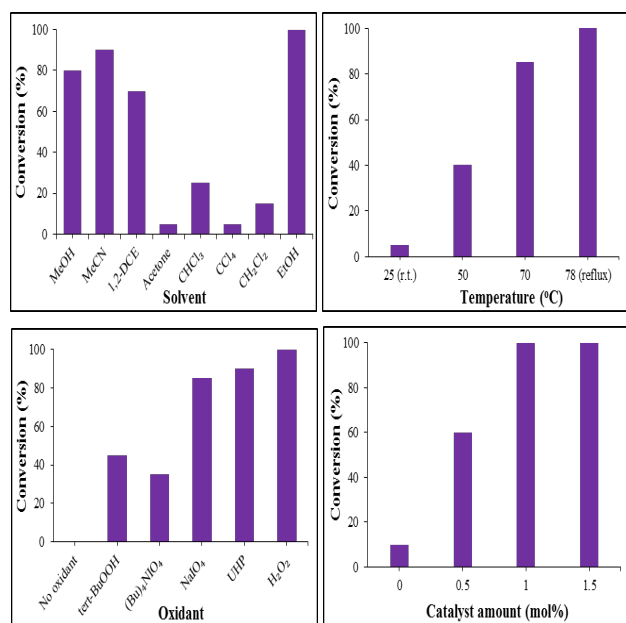 Conversion (%)
100
80
60
40
20
0
MeOH
MeCN
1,2-DCE
Acetone
CHCl₃
CCl₄
CH₂Cl₂
EtOH
Solvent
Conversion (%)
100
80
60
40
20
0
25 (r.t.)
50
70
78 (reflux)
Temperature (⁰C)
Conversion (%)
100
80
60
40
20
0
No oxidant
tert-BuOOH
(Bu)₄-NIO₄
NaIO₄
UHP
H₂O₂
Oxidant
Conversion (%)
100
80
60
40
20
0
0
0.5
1
1.5
Catalyst amount (mol%)